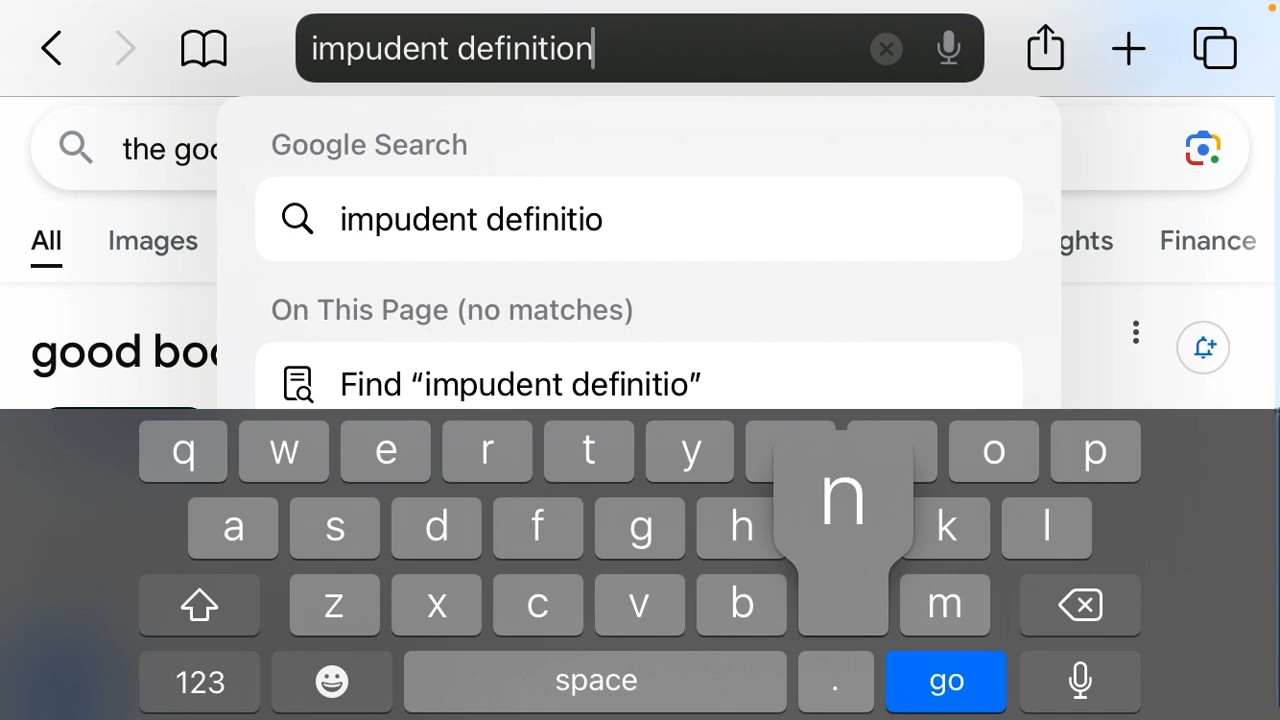 impudent definition
Google Search
the goo
impudent definitio
All Images ghts Finance
On This Page (no matches)
good boo
Find “impudent definitio”
q w e r t y o p
a s d f g h n k l
z x c v b m
123 space . go